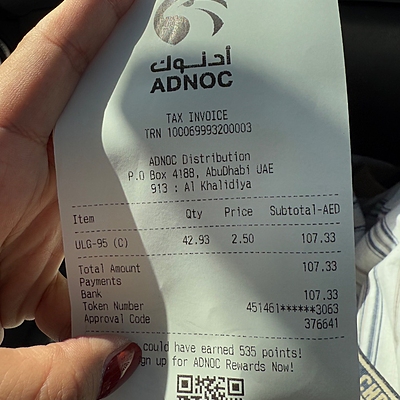 أدنوك
ADNOC
TAX INVOICE
TRN 100069993200003
ADNOC Distribution
P.O Box 4188, AbuDhabi UAE
913 : Al Khalidiya
Item Qty Price Subtotal-AED
ULG-95 (C) 42.93 2.50 107.33
Total Amount 107.33
Payments
Bank 107.33
Token Number 451461******3063
Approval Code 376641
could have earned 535 points!
up for ADNOC Rewards Now!